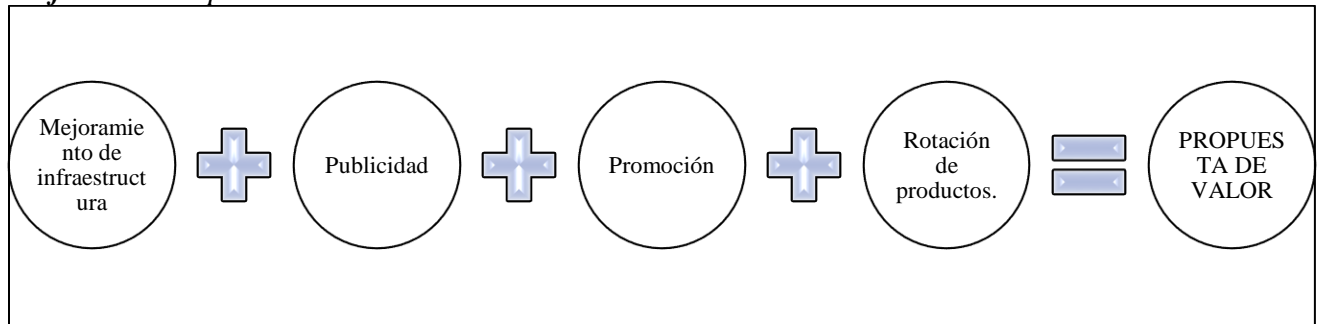 Mejoramie
nto de
infraestruct
ura
Publicidad
Promoción
Rotación
de
productos.
PROPUES
TA DE
VALOR